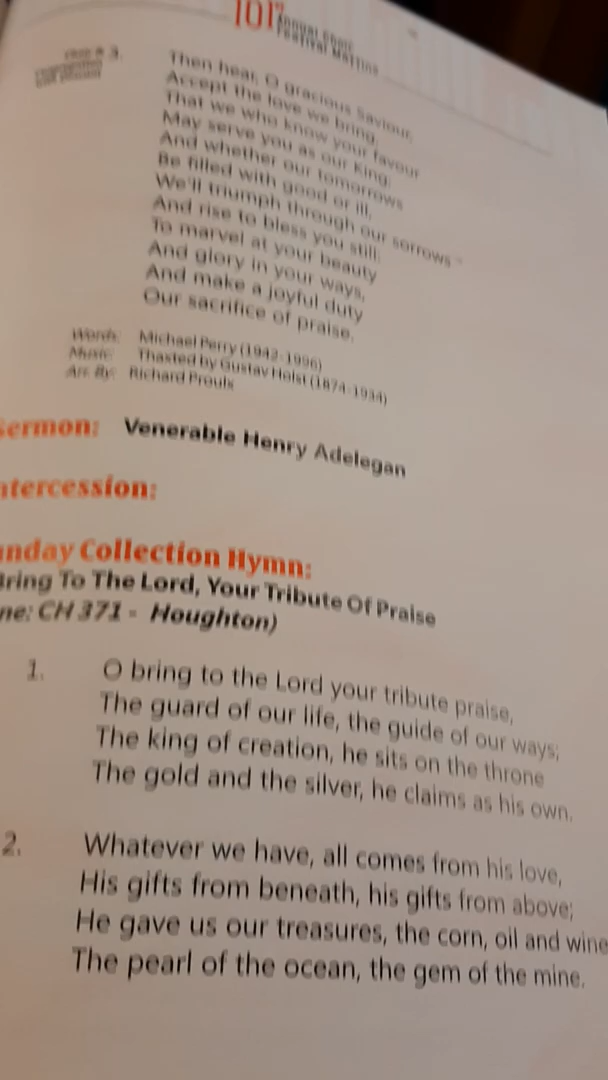 101st Annual Choir
Festival Mattins
3. Then hear, O gracious Saviour,
Accept the love we bring,
That we who know your favour
May serve you as our King;
And whether our tomorrows
Be filled with good or ill,
We'll triumph through our sorrows
And rise to bless you still:
To marvel at your beauty
And glory in your ways,
And make a joyful duty
Our sacrifice of praise.
Words: Michael Perry (1942-1996)
Music: Thaxted by Gustav Holst (1874-1934)
Arr. By: Richard Proulx
Sermon: Venerable Henry Adelegan
ntercession:
unday Collection Hymn:
Bring To The Lord, Your Tribute Of Praise
ne: CH 371 - Houghton)
1. O bring to the Lord your tribute praise,
The guard of our life, the guide of our ways;
The king of creation, he sits on the throne
The gold and the silver, he claims as his own.
2. Whatever we have, all comes from his love,
His gifts from beneath, his gifts from above;
He gave us our treasures, the corn, oil and wine
The pearl of the ocean, the gem of the mine.